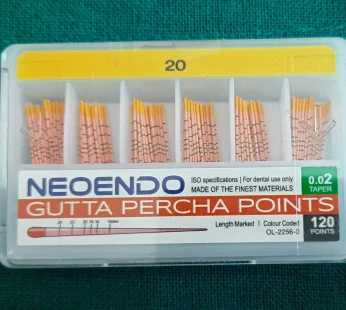 20
NEOENDO
ISO specifications | For dental use only
MADE OF THE FINEST MATERIALS
0.02
TAPER
GUTTA PERCHA POINTS
Length Marked | Colour Coded
OL-2256-0
120
POINTS